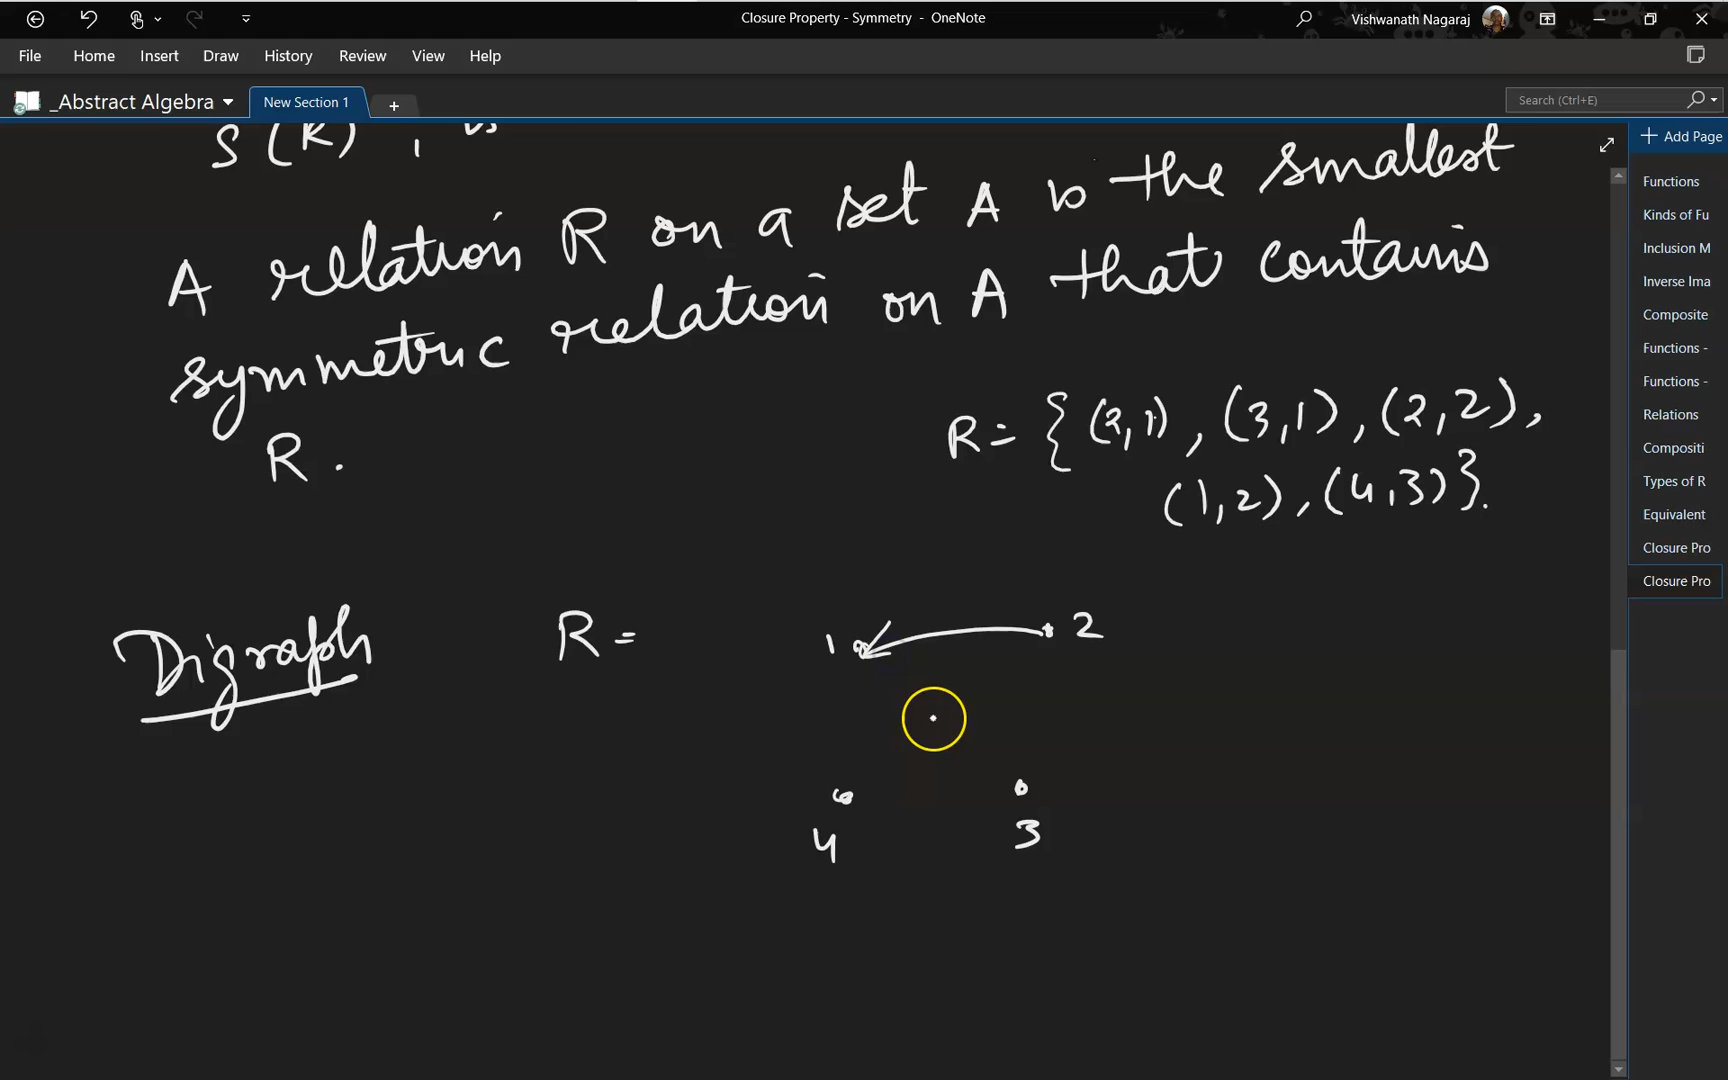 Closure Property - Symmetry - OneNote
Vishwanath Nagaraj
File Home Insert Draw History Review View Help
_Abstract Algebra
New Section 1
+
Search (Ctrl+E)
S(R), is
A relation R on a set A is the smallest
symmetric relation on A that contains
R.
R = {(2,1), (3,1), (2,2),
(1,2), (4,3)}.
Digraph
R =
1
2
4
3
+ Add Page
Functions
Kinds of Fu
Inclusion M
Inverse Ima
Composite
Functions -
Functions -
Relations
Compositi
Types of R
Equivalent
Closure Pro
Closure Pro